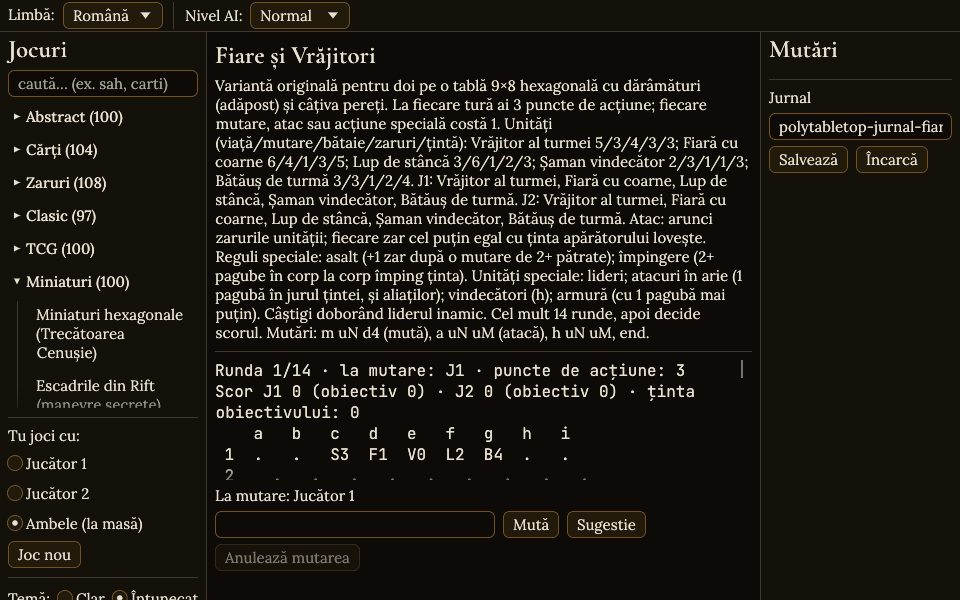 Limbă: Română ▼ Nivel AI: Normal ▼
Jocuri
caută... (ex. sah, carti)
▸ Abstract (100)
▸ Cărți (104)
▸ Zaruri (108)
▸ Clasic (97)
▸ TCG (100)
▾ Miniaturi (100)
Miniaturi hexagonale
(Trecătoarea
Cenușie)
Escadrile din Rift
(manevre secrete)
Tu joci cu:
Jucător 1
Jucător 2
Ambele (la masă)
Joc nou
Temă: Clar Întunecat
Fiare și Vrăjitori
Variantă originală pentru doi pe o tablă 9×8 hexagonală cu dărâmături
(adăpost) și câțiva pereți. La fiecare tură ai 3 puncte de acțiune; fiecare
mutare, atac sau acțiune specială costă 1. Unități
(viață/mutare/bătaie/zaruri/țintă): Vrăjitor al turmei 5/3/4/3/3; Fiară cu
coarne 6/4/1/3/5; Lup de stâncă 3/6/1/2/3; Șaman vindecător 2/3/1/1/3;
Bătăuș de turmă 3/3/1/2/4. J1: Vrăjitor al turmei, Fiară cu coarne, Lup de
stâncă, Șaman vindecător, Bătăuș de turmă. J2: Vrăjitor al turmei, Fiară cu
coarne, Lup de stâncă, Șaman vindecător, Bătăuș de turmă. Atac: arunci
zarurile unității; fiecare zar cel puțin egal cu ținta apărătorului lovește.
Reguli speciale: asalt (+1 zar după o mutare de 2+ pătrate); împingere (2+
pagube în corp la corp împing ținta). Unități speciale: lideri; atacuri în arie (1
pagubă în jurul țintei, și aliaților); vindecători (h); armură (cu 1 pagubă mai
puțin). Câștigi doborând liderul inamic. Cel mult 14 runde, apoi decide
scorul. Mutări: m uN d4 (mută), a uN uM (atacă), h uN uM, end.
Runda 1/14 · la mutare: J1 · puncte de acțiune: 3
Scor J1 0 (obiectiv 0) · J2 0 (obiectiv 0) · ținta
obiectivului: 0
a b c d e f g h i
1 . . S3 F1 V0 L2 B4 . .
2 . . . . . . . . .
La mutare: Jucător 1
Mută Sugestie
Anulează mutarea
Mutări
Jurnal
polytabletop-jurnal-fiar
Salvează Încarcă